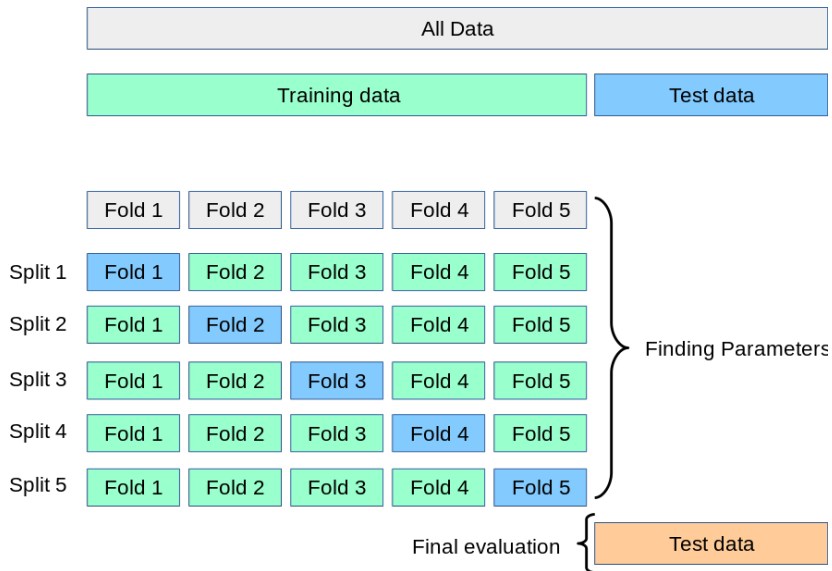 All Data
Training data Test data
Fold 1 Fold 2 Fold 3 Fold 4 Fold 5
Split 1 Fold 1 Fold 2 Fold 3 Fold 4 Fold 5
Split 2 Fold 1 Fold 2 Fold 3 Fold 4 Fold 5
Finding Parameters
Split 3 Fold 1 Fold 2 Fold 3 Fold 4 Fold 5
Split 4 Fold 1 Fold 2 Fold 3 Fold 4 Fold 5
Split 5 Fold 1 Fold 2 Fold 3 Fold 4 Fold 5
Final evaluation Test data